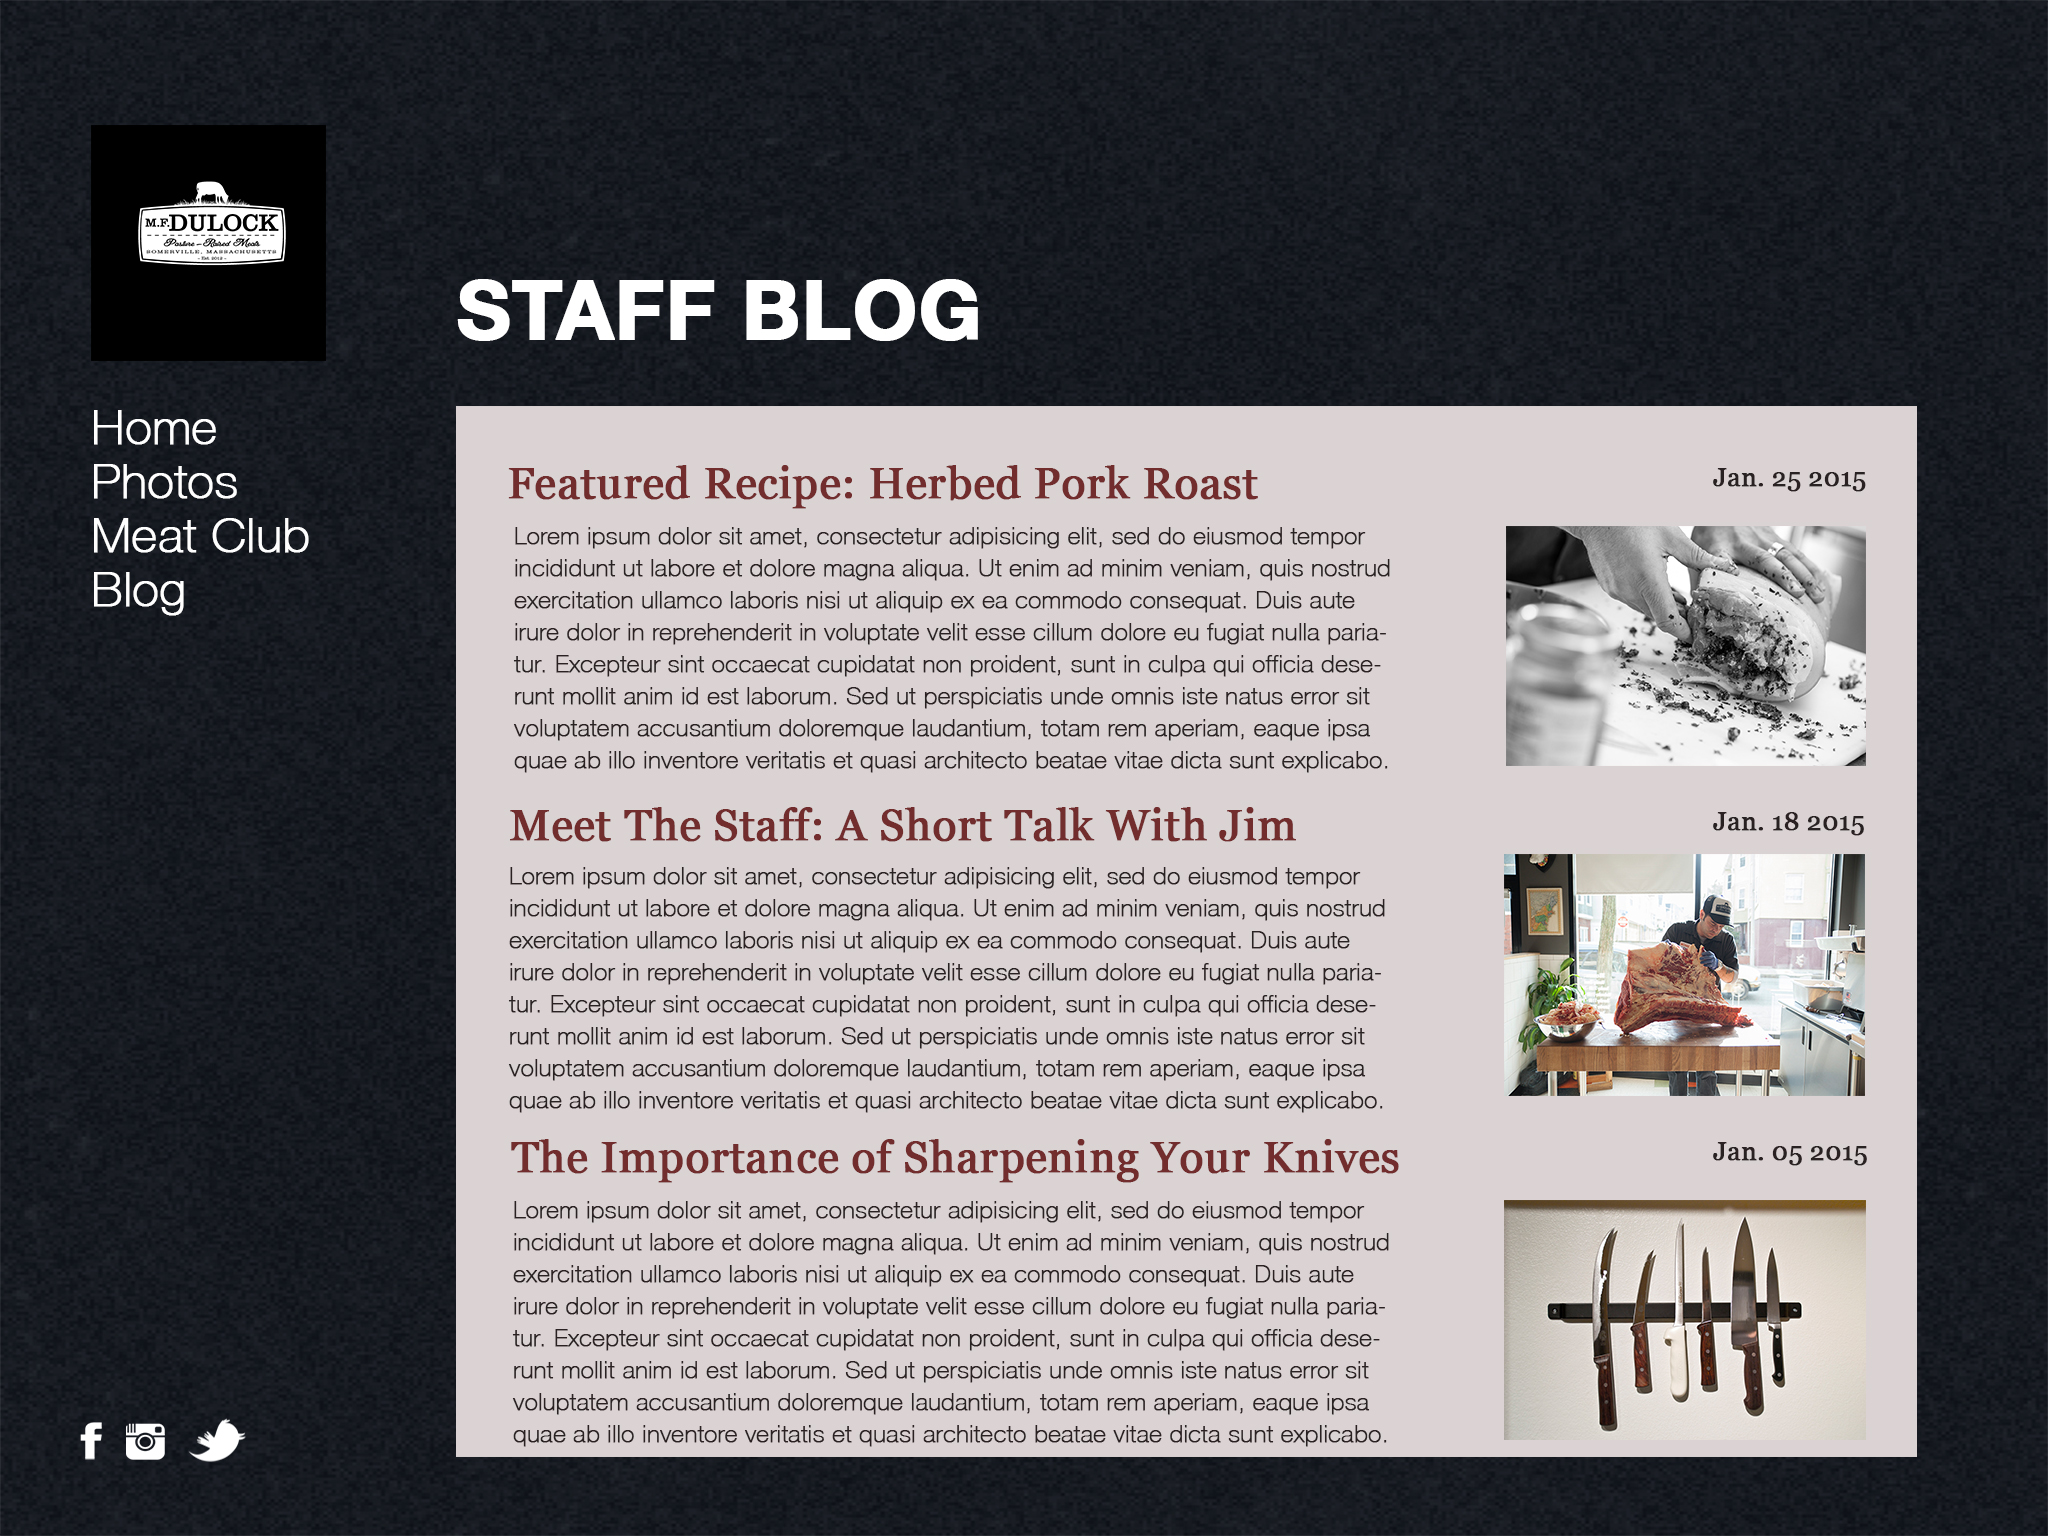 M.F. DULOCK
Pasture-Raised Meats
SOMERVILLE, MASSACHUSETTS
- Est. 2012 -
STAFF BLOG
Home
Photos
Meat Club
Blog
Featured Recipe: Herbed Pork Roast
Jan. 25 2015
Lorem ipsum dolor sit amet, consectetur adipisicing elit, sed do eiusmod tempor
incididunt ut labore et dolore magna aliqua. Ut enim ad minim veniam, quis nostrud
exercitation ullamco laboris nisi ut aliquip ex ea commodo consequat. Duis aute
irure dolor in reprehenderit in voluptate velit esse cillum dolore eu fugiat nulla paria-
tur. Excepteur sint occaecat cupidatat non proident, sunt in culpa qui officia dese-
runt mollit anim id est laborum. Sed ut perspiciatis unde omnis iste natus error sit
voluptatem accusantium doloremque laudantium, totam rem aperiam, eaque ipsa
quae ab illo inventore veritatis et quasi architecto beatae vitae dicta sunt explicabo.
Meet The Staff: A Short Talk With Jim
Jan. 18 2015
Lorem ipsum dolor sit amet, consectetur adipisicing elit, sed do eiusmod tempor
incididunt ut labore et dolore magna aliqua. Ut enim ad minim veniam, quis nostrud
exercitation ullamco laboris nisi ut aliquip ex ea commodo consequat. Duis aute
irure dolor in reprehenderit in voluptate velit esse cillum dolore eu fugiat nulla paria-
tur. Excepteur sint occaecat cupidatat non proident, sunt in culpa qui officia dese-
runt mollit anim id est laborum. Sed ut perspiciatis unde omnis iste natus error sit
voluptatem accusantium doloremque laudantium, totam rem aperiam, eaque ipsa
quae ab illo inventore veritatis et quasi architecto beatae vitae dicta sunt explicabo.
The Importance of Sharpening Your Knives
Jan. 05 2015
Lorem ipsum dolor sit amet, consectetur adipisicing elit, sed do eiusmod tempor
incididunt ut labore et dolore magna aliqua. Ut enim ad minim veniam, quis nostrud
exercitation ullamco laboris nisi ut aliquip ex ea commodo consequat. Duis aute
irure dolor in reprehenderit in voluptate velit esse cillum dolore eu fugiat nulla paria-
tur. Excepteur sint occaecat cupidatat non proident, sunt in culpa qui officia dese-
runt mollit anim id est laborum. Sed ut perspiciatis unde omnis iste natus error sit
voluptatem accusantium doloremque laudantium, totam rem aperiam, eaque ipsa
quae ab illo inventore veritatis et quasi architecto beatae vitae dicta sunt explicabo.